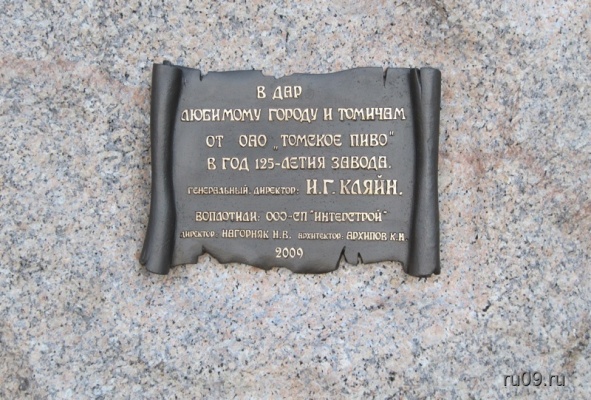 В ДАР
ЛЮБИМОМУ ГОРОДУ И ТОМИЧАМ
ОТ ОАО „ТОМСКОЕ ПИВО"
В ГОД 125-ЛЕТИЯ ЗАВОДА.
ГЕНЕРАЛЬНЫЙ ДИРЕКТОР: И.Г. КЛЯЙН.
ВОПЛОТИЛИ: ООО-СП "ИНТЕРСТРОЙ"
ДИРЕКТОР: НАГОРНЯК Н.В. АРХИТЕКТОР: АРХИПОВ К.И.
2009
ru09.ru